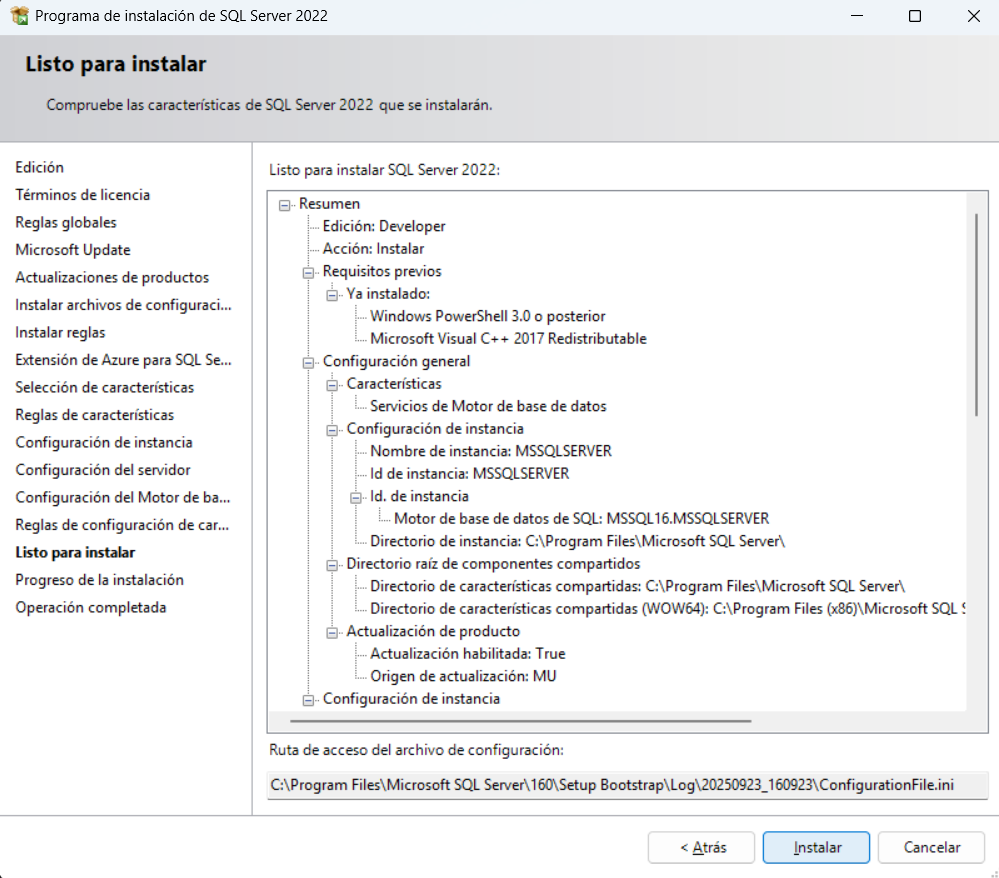 Programa de instalación de SQL Server 2022
Listo para instalar
Compruebe las características de SQL Server 2022 que se instalarán.
Edición
Términos de licencia
Reglas globales
Microsoft Update
Actualizaciones de productos
Instalar archivos de configuraci...
Instalar reglas
Extensión de Azure para SQL Se...
Selección de características
Reglas de características
Configuración de instancia
Configuración del servidor
Configuración del Motor de ba...
Reglas de configuración de car...
Listo para instalar
Progreso de la instalación
Operación completada
Listo para instalar SQL Server 2022:
Resumen
Edición: Developer
Acción: Instalar
Requisitos previos
Ya instalado:
Windows PowerShell 3.0 o posterior
Microsoft Visual C++ 2017 Redistributable
Configuración general
Características
Servicios de Motor de base de datos
Configuración de instancia
Nombre de instancia: MSSQLSERVER
Id de instancia: MSSQLSERVER
Id. de instancia
Motor de base de datos de SQL: MSSQL16.MSSQLSERVER
Directorio de instancia: C:\Program Files\Microsoft SQL Server\
Directorio raíz de componentes compartidos
Directorio de características compartidas: C:\Program Files\Microsoft SQL Server\
Directorio de características compartidas (WOW64): C:\Program Files (x86)\Microsoft SQL S
Actualización de producto
Actualización habilitada: True
Origen de actualización: MU
Configuración de instancia
Ruta de acceso del archivo de configuración:
C:\Program Files\Microsoft SQL Server\160\Setup Bootstrap\Log\20250923_160923\ConfigurationFile.ini
< Atrás
Instalar
Cancelar